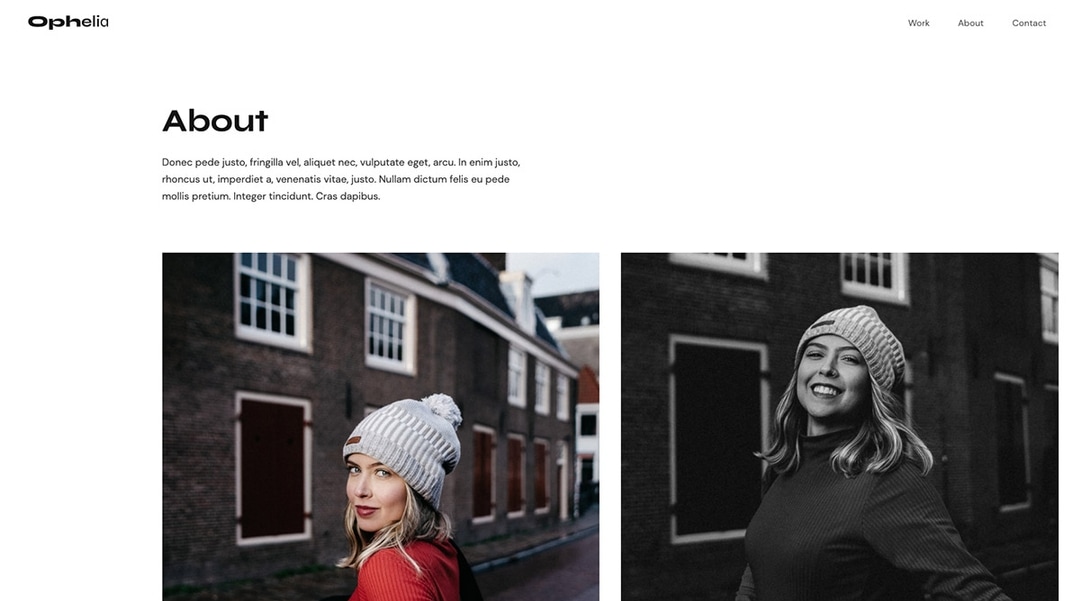 Ophelia
Work
About
Contact
About
Donec pede justo, fringilla vel, aliquet nec, vulputate eget, arcu. In enim justo,
rhoncus ut, imperdiet a, venenatis vitae, justo. Nullam dictum felis eu pede
mollis pretium. Integer tincidunt. Cras dapibus.